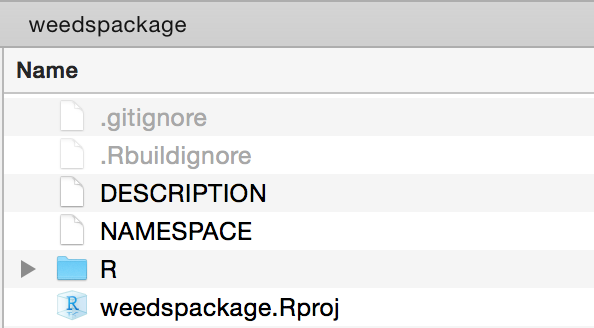 weedspackage
Name
.gitignore
.Rbuildignore
DESCRIPTION
NAMESPACE
R
weedspackage.Rproj